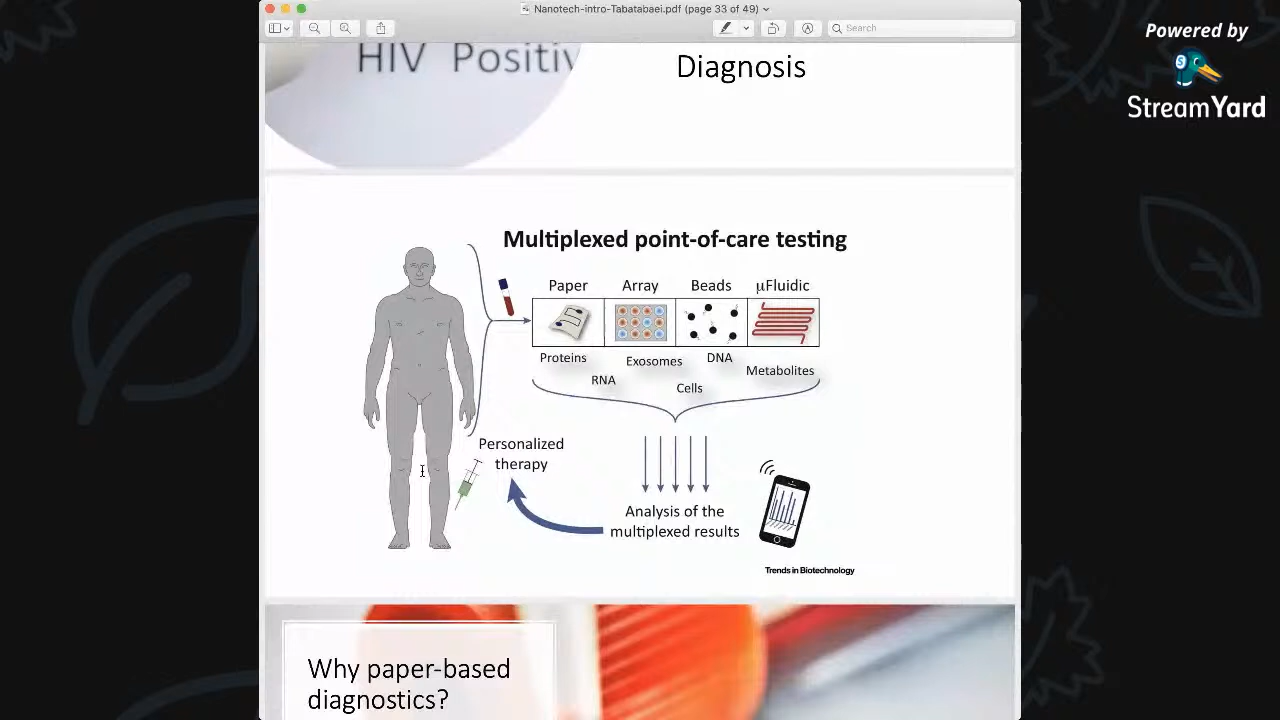 Nanotech-intro-Tabatabaei.pdf (page 33 of 49)
Search
Powered by
StreamYard
HIV Positiv
Diagnosis
Multiplexed point-of-care testing
Paper Array Beads μFluidic
Proteins Exosomes DNA Metabolites
RNA Cells
Personalized
therapy
Analysis of the
multiplexed results
Trends in Biotechnology
Why paper-based
diagnostics?